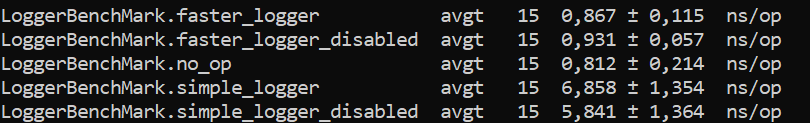 LoggerBenchMark.faster_logger avgt 15 0,867 ± 0,115 ns/op
LoggerBenchMark.faster_logger_disabled avgt 15 0,931 ± 0,057 ns/op
LoggerBenchMark.no_op avgt 15 0,812 ± 0,214 ns/op
LoggerBenchMark.simple_logger avgt 15 6,858 ± 1,354 ns/op
LoggerBenchMark.simple_logger_disabled avgt 15 5,841 ± 1,364 ns/op